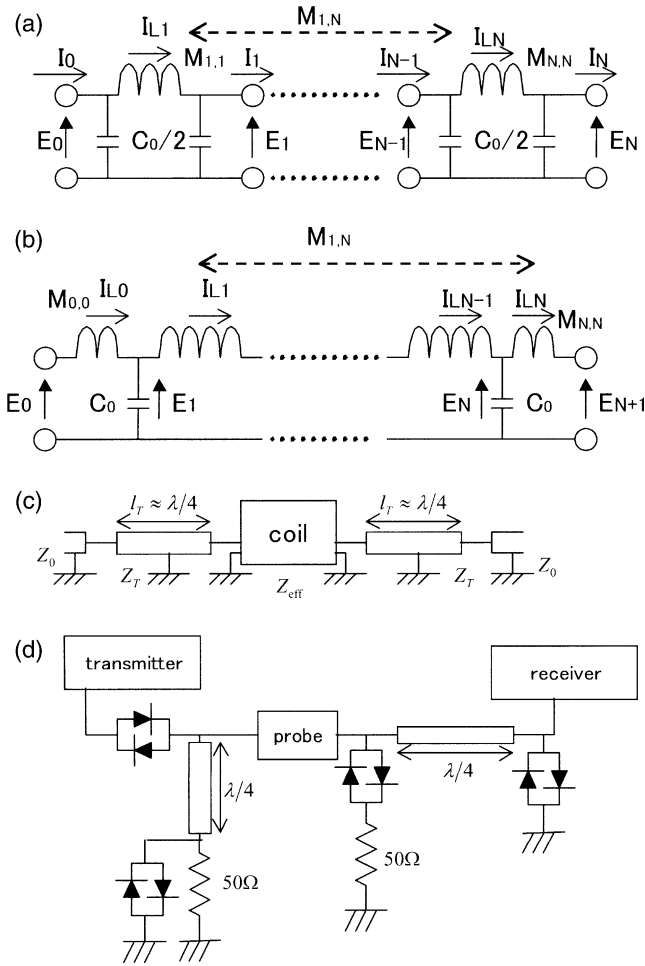 (a)
M1,N
I0 IL1 M1,1 I1 IN−1 ILN MN,N IN
E0 C0/2 E1 EN−1 C0/2 EN
(b)
M1,N
M0,0 IL0 IL1 ILN−1 ILN MN,N
E0 C0 E1 EN C0 EN+1
(c)
lT ≈ λ/4 coil lT ≈ λ/4
Z0 ZT Zeff ZT Z0
(d)
transmitter receiver
probe
λ/4 λ/4
50Ω 50Ω